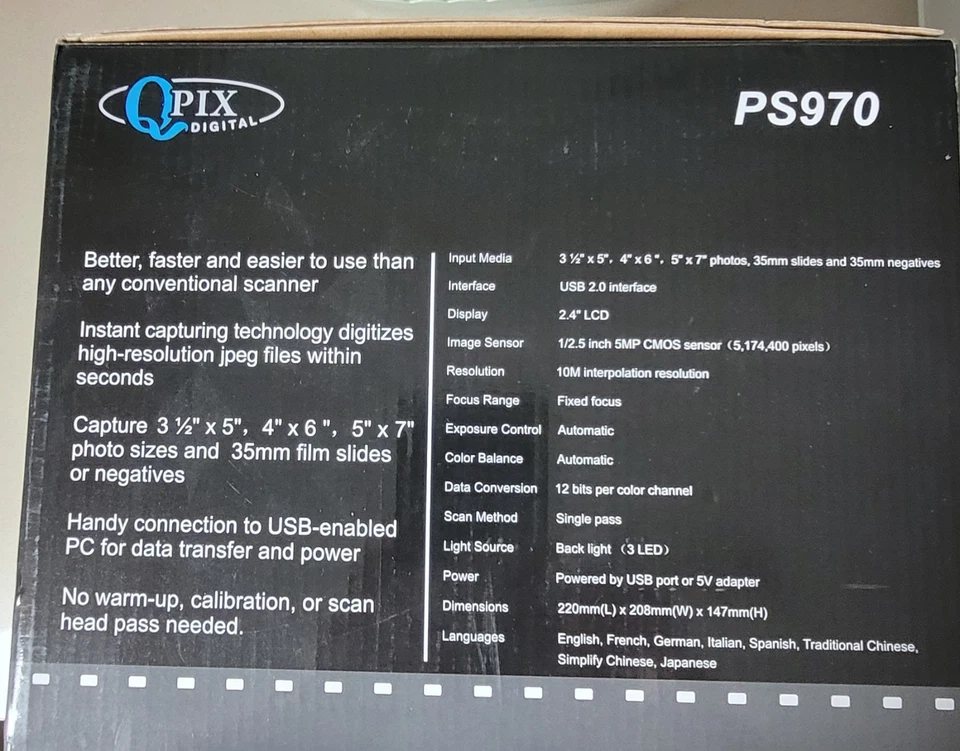 QPIX
DIGITAL
PS970
Better, faster and easier to use than
any conventional scanner
Instant capturing technology digitizes
high-resolution jpeg files within
seconds
Capture 3 ½" x 5", 4" x 6 ", 5" x 7"
photo sizes and 35mm film slides
or negatives
Handy connection to USB-enabled
PC for data transfer and power
No warm-up, calibration, or scan
head pass needed.
Input Media 3 ½" x 5", 4" x 6 ", 5" x 7" photos, 35mm slides and 35mm negatives
Interface USB 2.0 interface
Display 2.4" LCD
Image Sensor 1/2.5 inch 5MP CMOS sensor (5,174,400 pixels)
Resolution 10M interpolation resolution
Focus Range Fixed focus
Exposure Control Automatic
Color Balance Automatic
Data Conversion 12 bits per color channel
Scan Method Single pass
Light Source Back light (3 LED)
Power Powered by USB port or 5V adapter
Dimensions 220mm(L) x 208mm(W) x 147mm(H)
Languages English, French, German, Italian, Spanish, Traditional Chinese,
Simplify Chinese, Japanese